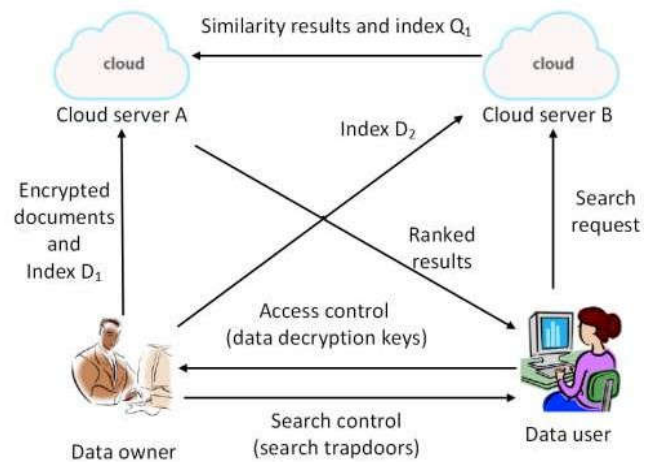 Similarity results and index Q₁
cloud
cloud
Cloud server A
Cloud server B
Index D₂
Encrypted
documents
and
Index D₁
Search
request
Ranked
results
Access control
(data decryption keys)
Search control
(search trapdoors)
Data owner
Data user